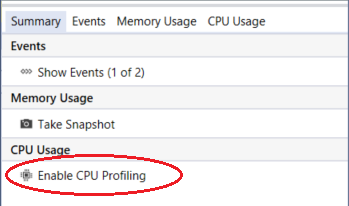 Summary Events Memory Usage CPU Usage
Events
Show Events (1 of 2)
Memory Usage
Take Snapshot
CPU Usage
Enable CPU Profiling